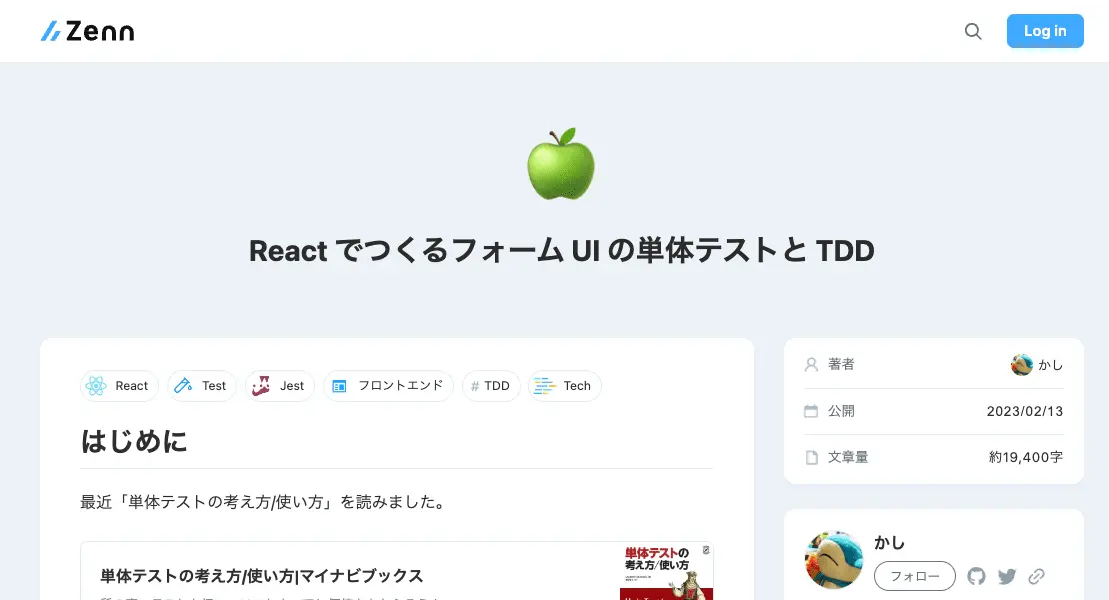 Zenn
Log in
React でつくるフォーム UI の単体テストと TDD
React
Test
Jest
フロントエンド
# TDD
Tech
はじめに
最近「単体テストの考え方/使い方」を読みました。
単体テストの考え方/使い方|マイナビブックス
単体テストの
考え方/使い方
著者
かし
公開
2023/02/13
文章量
約19,400字
かし
フォロー